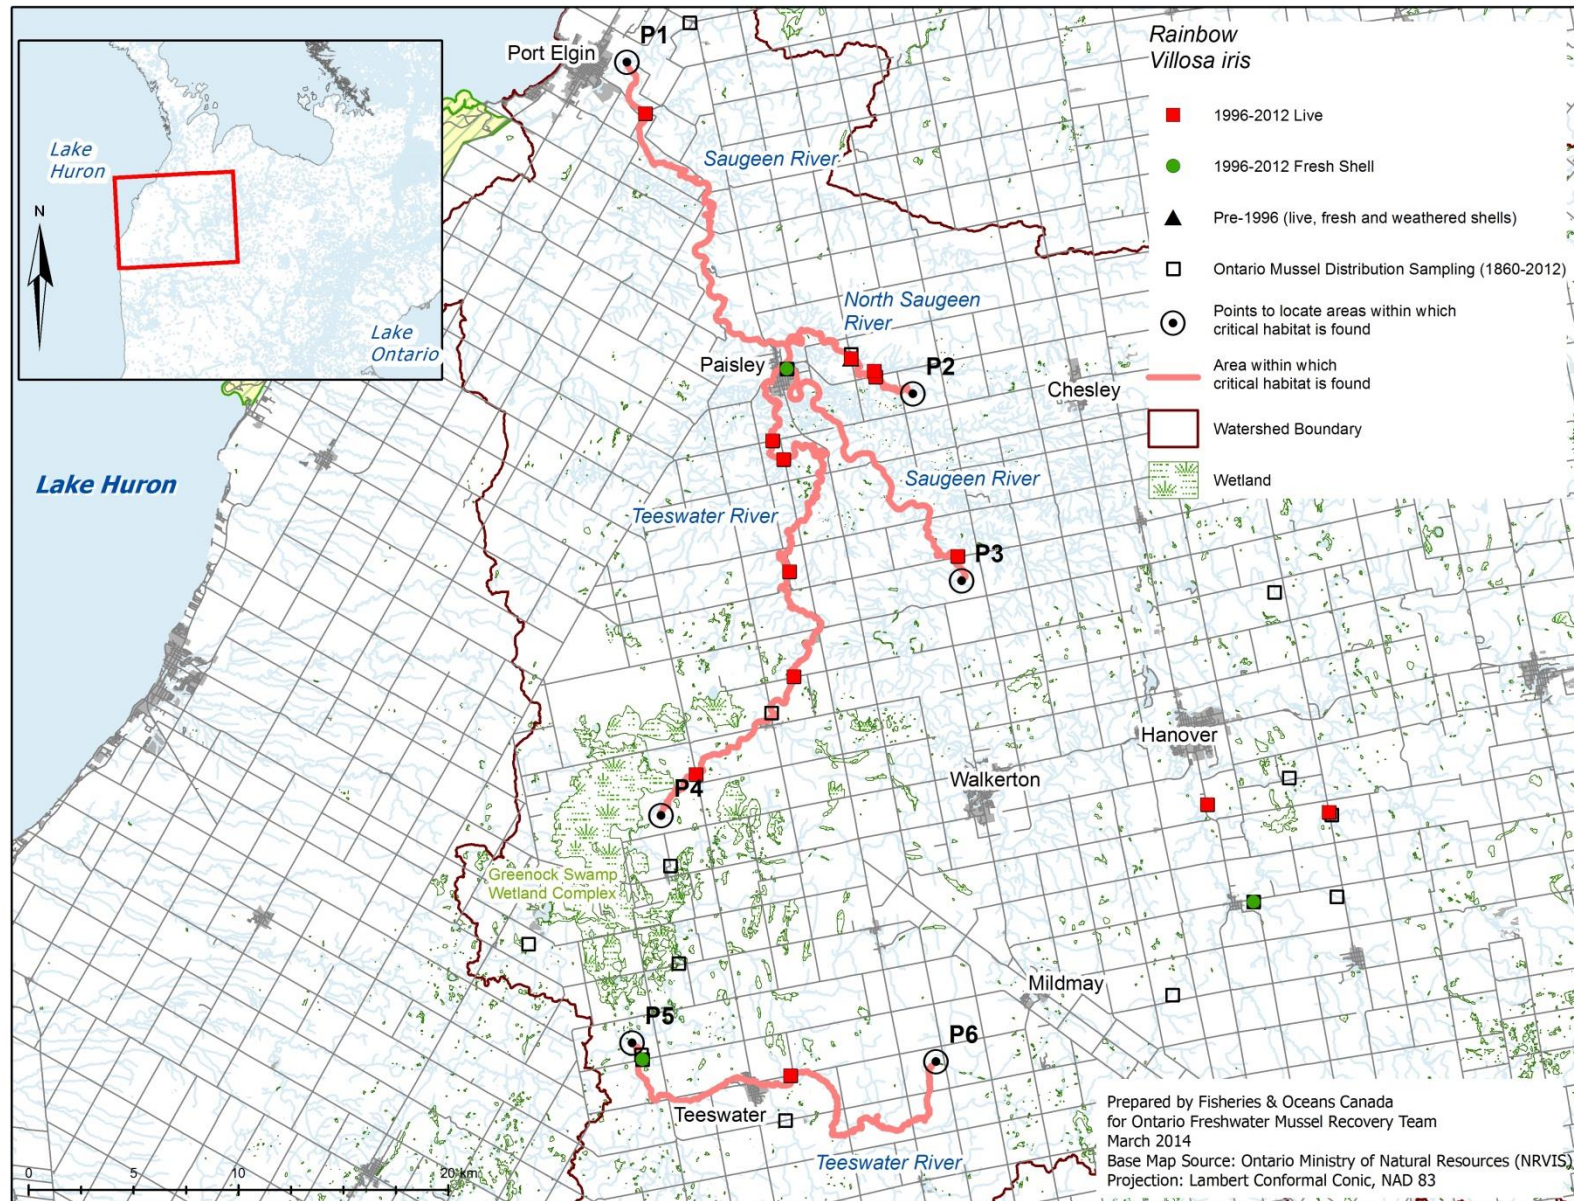 Rainbow
Villosa iris
1996-2012 Live
1996-2012 Fresh Shell
Pre-1996 (live, fresh and weathered shells)
Ontario Mussel Distribution Sampling (1860-2012)
Points to locate areas within which
critical habitat is found
Area within which
critical habitat is found
Watershed Boundary
Wetland
Lake
Huron
N
Lake
Ontario
Port Elgin
P1
Saugeen River
North Saugeen
River
Paisley
P2
Chesley
Lake Huron
Saugeen River
Teeswater River
P3
Hanover
Walkerton
P4
Greenock Swamp
Wetland Complex
Mildmay
P5
P6
Teeswater
Teeswater River
0 5 10 20 km
Prepared by Fisheries & Oceans Canada
for Ontario Freshwater Mussel Recovery Team
March 2014
Base Map Source: Ontario Ministry of Natural Resources (NRVIS)
Projection: Lambert Conformal Conic, NAD 83